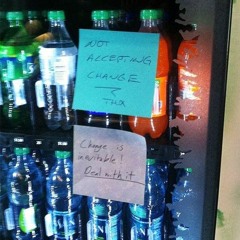 NOT
ACCEPTING
CHANGE
THX
Change is
inevitable!
Deal with it